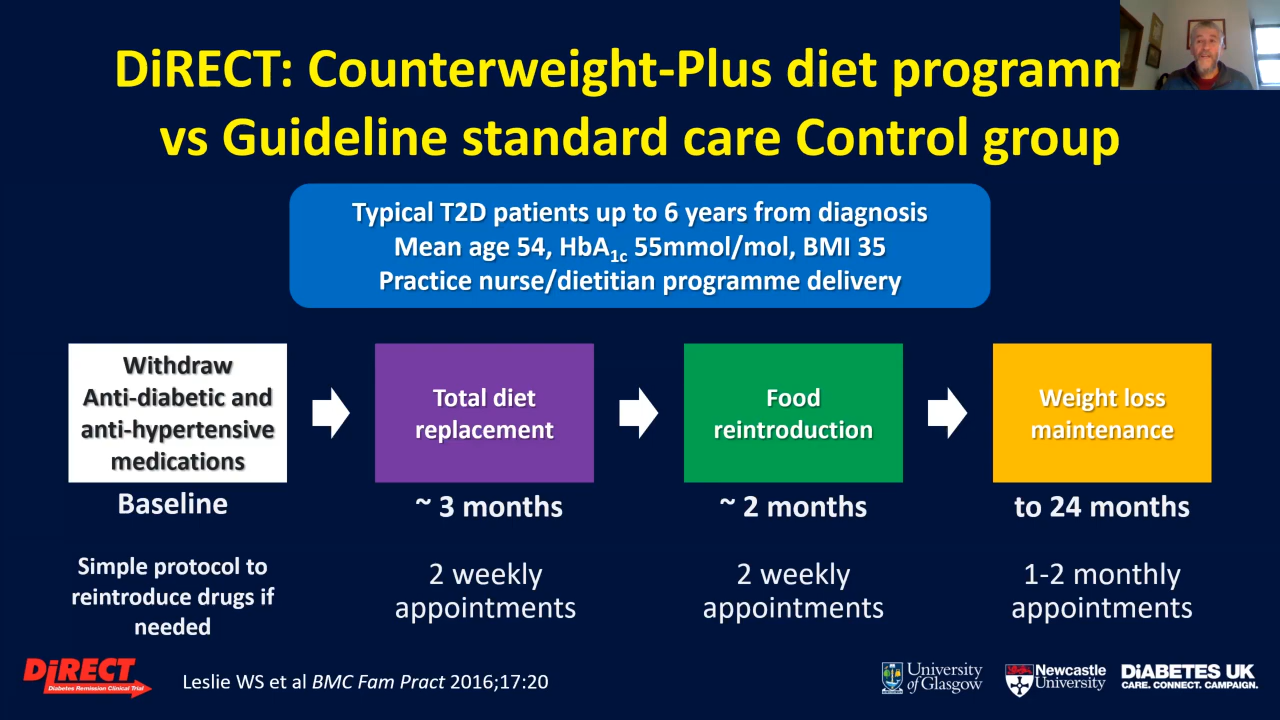 DiRECT: Counterweight-Plus diet programm
vs Guideline standard care Control group
Typical T2D patients up to 6 years from diagnosis
Mean age 54, HbA1c 55mmol/mol, BMI 35
Practice nurse/dietitian programme delivery
Withdraw
Anti-diabetic and
anti-hypertensive
medications
Total diet
replacement
Food
reintroduction
Weight loss
maintenance
Baseline
~ 3 months
~ 2 months
to 24 months
Simple protocol to
reintroduce drugs if
needed
2 weekly
appointments
2 weekly
appointments
1-2 monthly
appointments
DiRECT
Diabetes Remission Clinical Trial
Leslie WS et al BMC Fam Pract 2016;17:20
University
of Glasgow
Newcastle
University
DiABETES UK
CARE. CONNECT. CAMPAIGN.